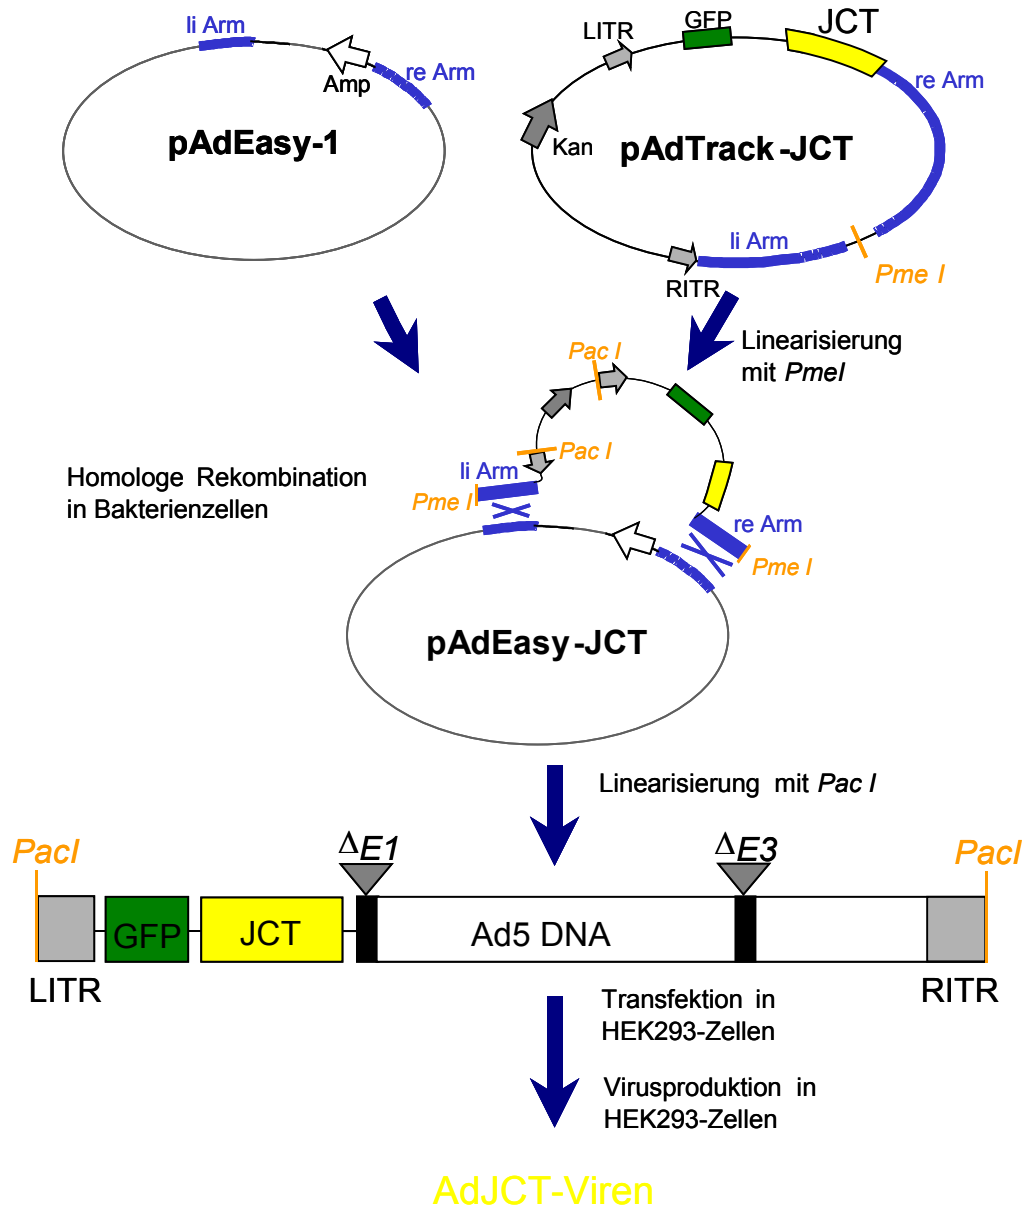 li Arm
Amp
re Arm
pAdEasy-1
LITR
GFP
JCT
re Arm
Kan
pAdTrack-JCT
li Arm
RITR
Pme I
Linearisierung
mit PmeI
Pac I
Pac I
li Arm
Pme I
re Arm
Pme I
Homologe Rekombination
in Bakterienzellen
pAdEasy-JCT
Linearisierung mit Pac I
PacI
ΔE1
ΔE3
PacI
GFP
JCT
Ad5 DNA
LITR
RITR
Transfektion in
HEK293-Zellen
Virusproduktion in
HEK293-Zellen
AdJCT-Viren